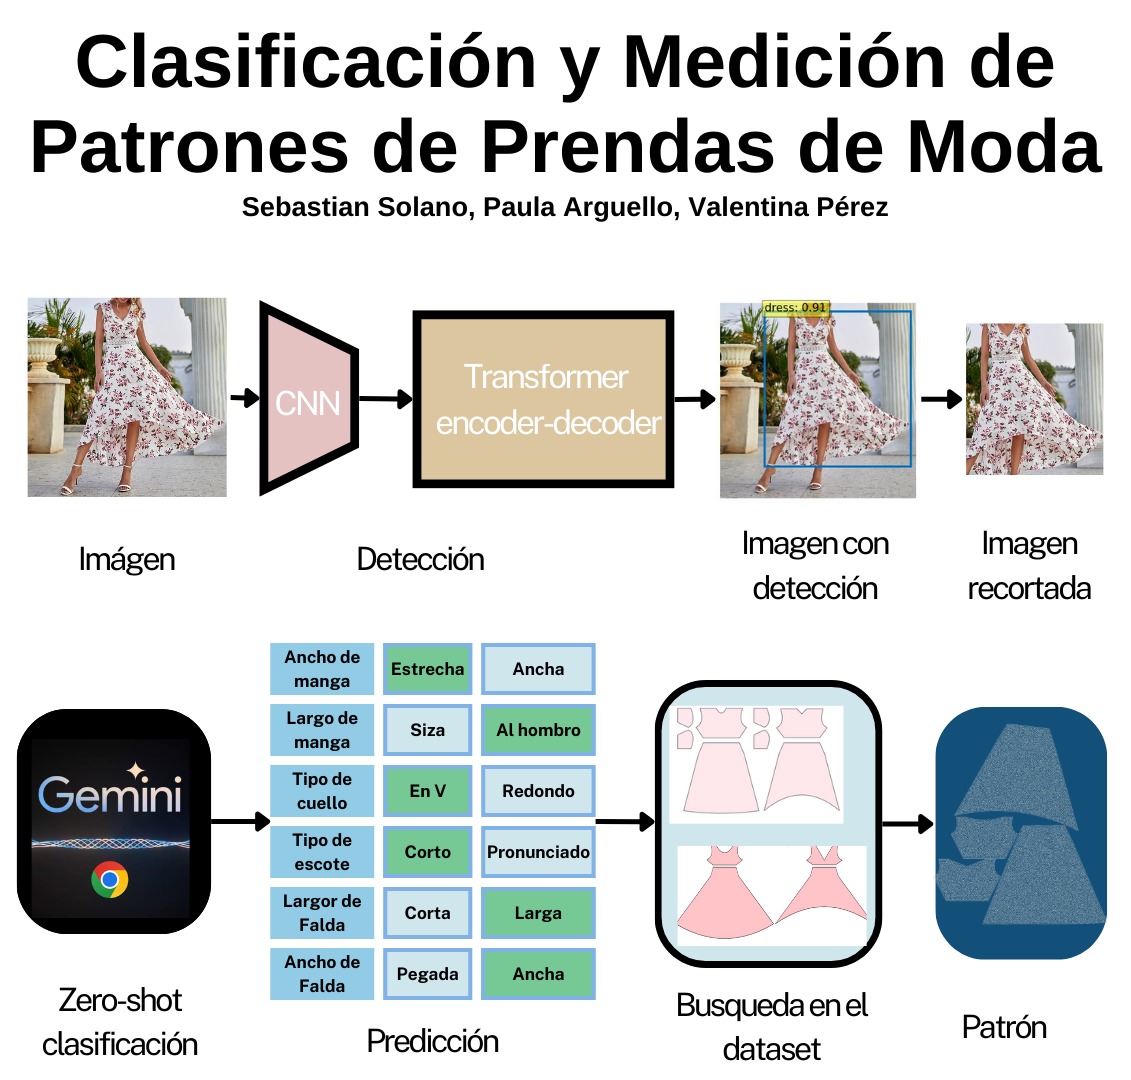 Clasificación y Medición de
Patrones de Prendas de Moda
Sebastian Solano, Paula Arguello, Valentina Pérez
dress: 0.91
CNN
Transformer
encoder-decoder
Imágen
Detección
Imagen con
detección
Imagen
recortada
Gemini
Ancho de
manga
Estrecha
Ancha
Largo de
manga
Siza
Al hombro
Tipo de
cuello
En V
Redondo
Tipo de
escote
Corto
Pronunciado
Largor de
Falda
Corta
Larga
Ancho de
Falda
Pegada
Ancha
Zero-shot
clasificación
Predicción
Busqueda en el
dataset
Patrón